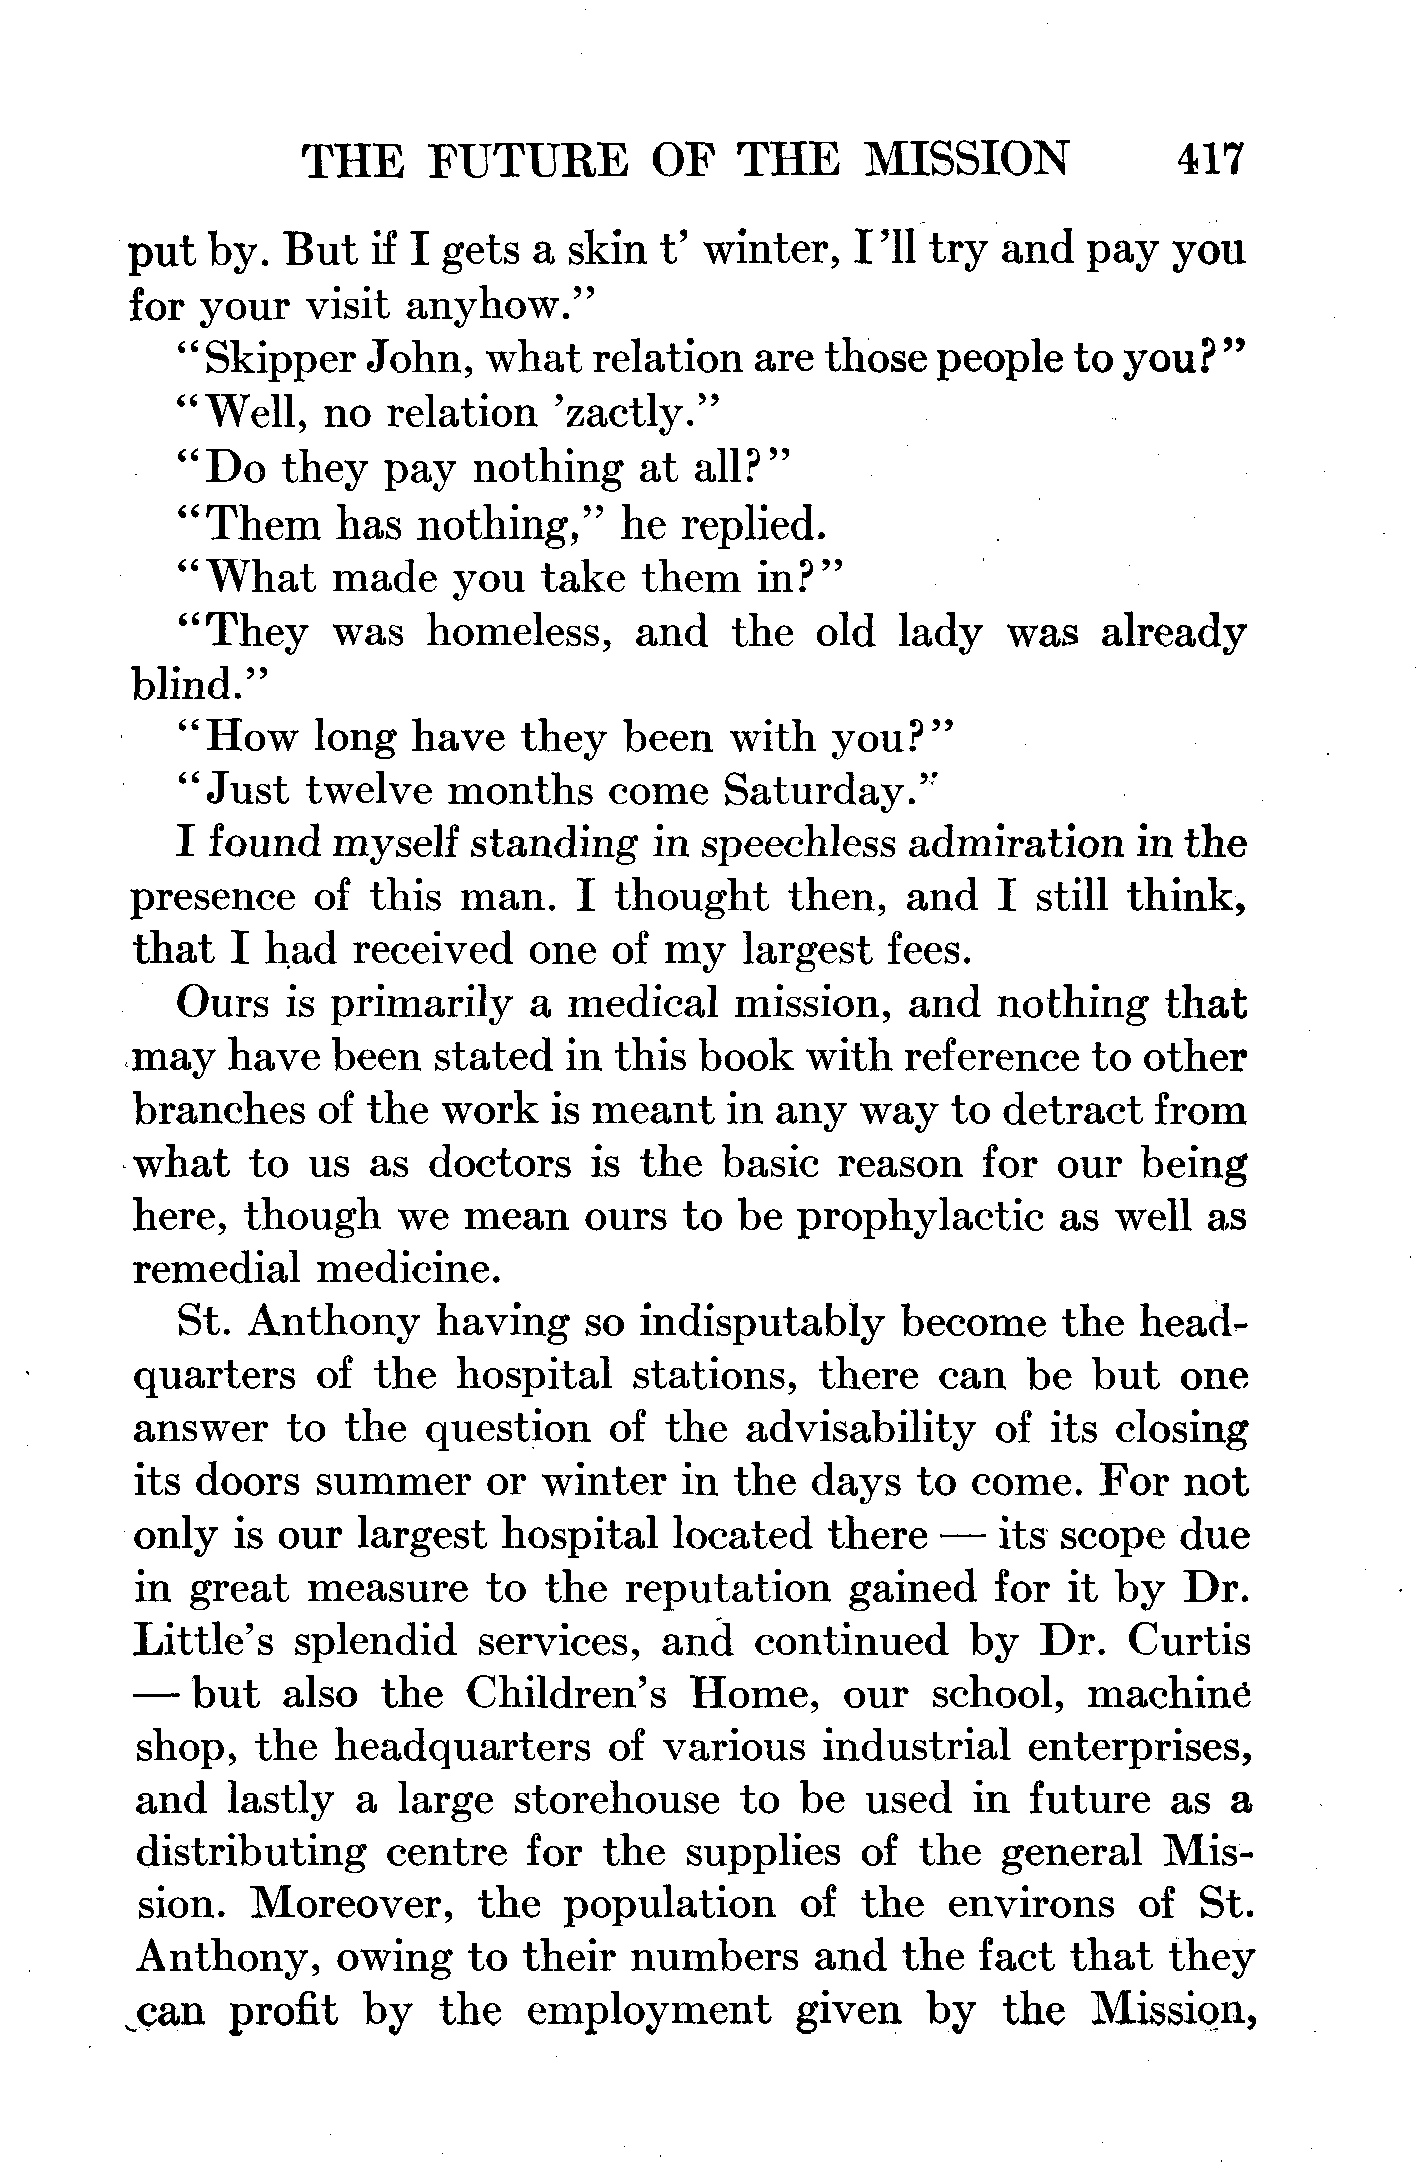 THE FUTURE OF THE MISSION 417
put by. But if I gets a skin t' winter, I'll try and pay you
for your visit anyhow."
"Skipper John, what relation are those people to you?"
"Well, no relation 'zactly."
"Do they pay nothing at all?"
"Them has nothing," he replied.
"What made you take them in?"
"They was homeless, and the old lady was already
blind."
"How long have they been with you?"
"Just twelve months come Saturday."
I found myself standing in speechless admiration in the
presence of this man. I thought then, and I still think,
that I had received one of my largest fees.
Ours is primarily a medical mission, and nothing that
may have been stated in this book with reference to other
branches of the work is meant in any way to detract from
what to us as doctors is the basic reason for our being
here, though we mean ours to be prophylactic as well as
remedial medicine.
St. Anthony having so indisputably become the head-
quarters of the hospital stations, there can be but one
answer to the question of the advisability of its closing
its doors summer or winter in the days to come. For not
only is our largest hospital located there — its scope due
in great measure to the reputation gained for it by Dr.
Little's splendid services, and continued by Dr. Curtis
— but also the Children's Home, our school, machine
shop, the headquarters of various industrial enterprises,
and lastly a large storehouse to be used in future as a
distributing centre for the supplies of the general Mis-
sion. Moreover, the population of the environs of St.
Anthony, owing to their numbers and the fact that they
can profit by the employment given by the Mission,